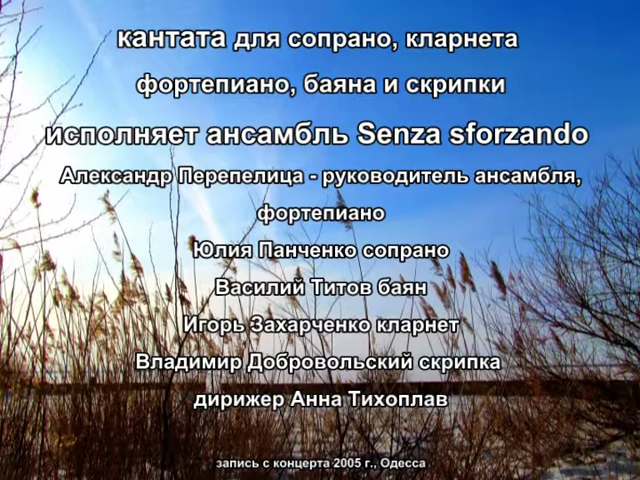 кантата для сопрано, кларнета
фортепиано, баяна и скрипки
исполняет ансамбль Senza sforzando
Александр Перепелица - руководитель ансамбля,
фортепиано
Юлия Панченко сопрано
Василий Титов баян
Игорь Захарченко кларнет
Владимир Добровольский скрипка
дирижер Анна Тихоплав
запись с концерта 2005 г., Одесса